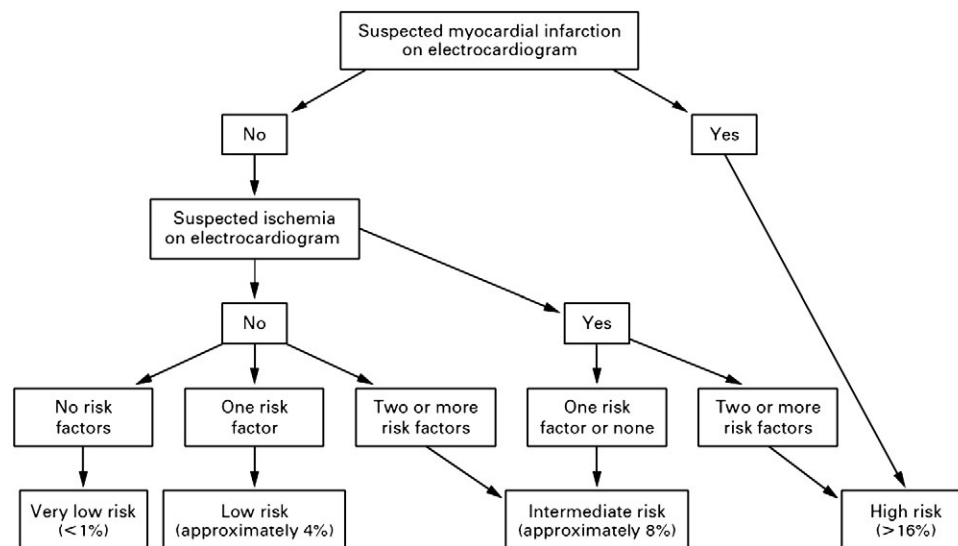 Suspected myocardial infarction
on electrocardiogram
No
Yes
Suspected ischemia
on electrocardiogram
No
Yes
No risk
factors
One risk
factor
Two or more
risk factors
One risk
factor or none
Two or more
risk factors
Very low risk
(<1%)
Low risk
(approximately 4%)
Intermediate risk
(approximately 8%)
High risk
(>16%)